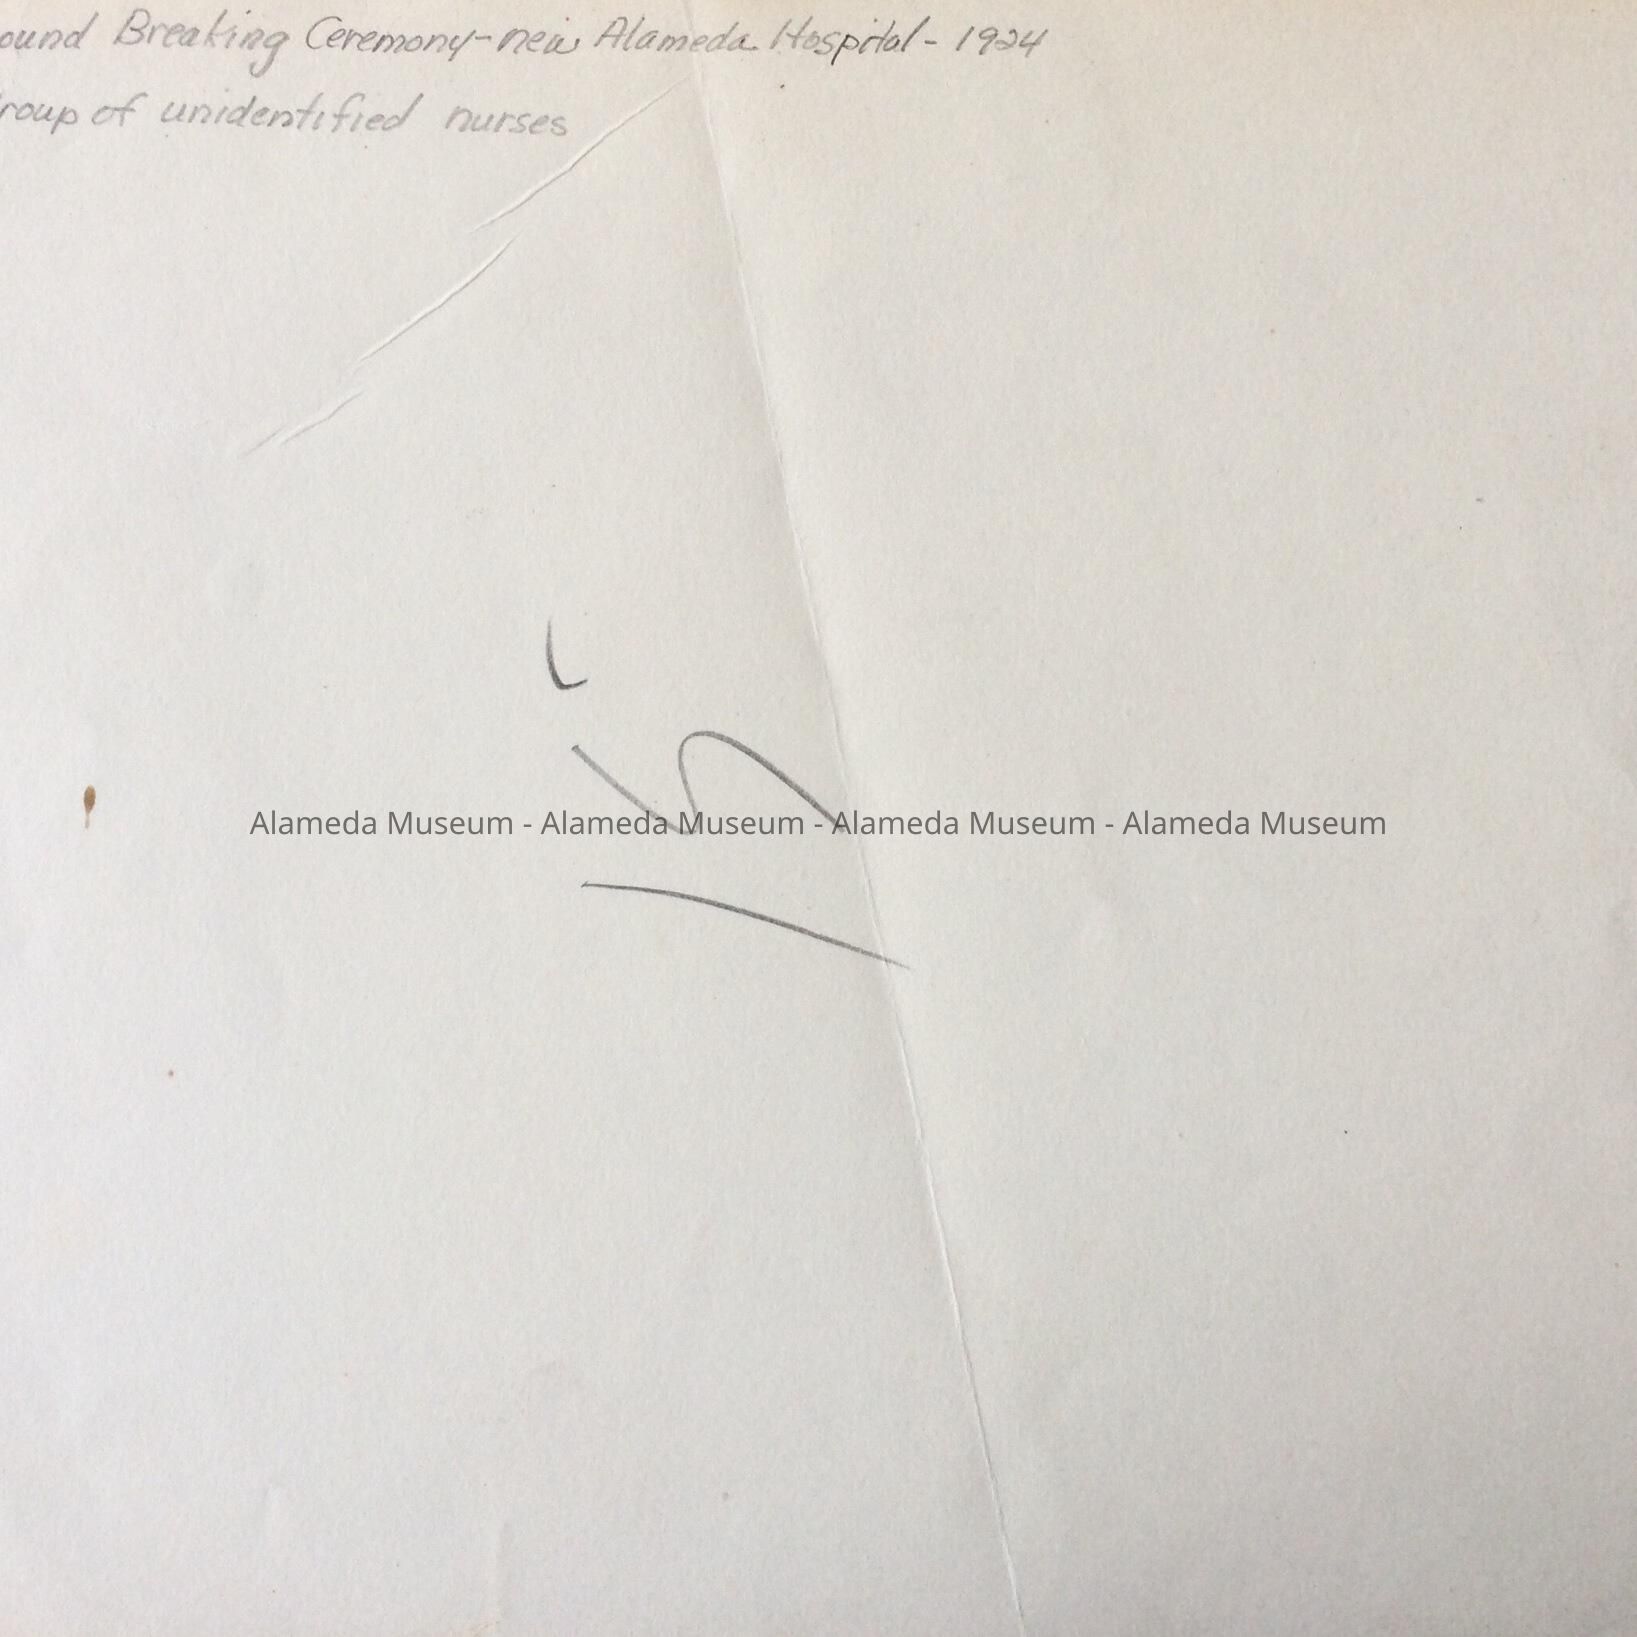 ound Breaking Ceremony-new Alameda Hospital - 1924
roup of unidentified nurses
Alameda Museum - Alameda Museum - Alameda Museum - Alameda Museum